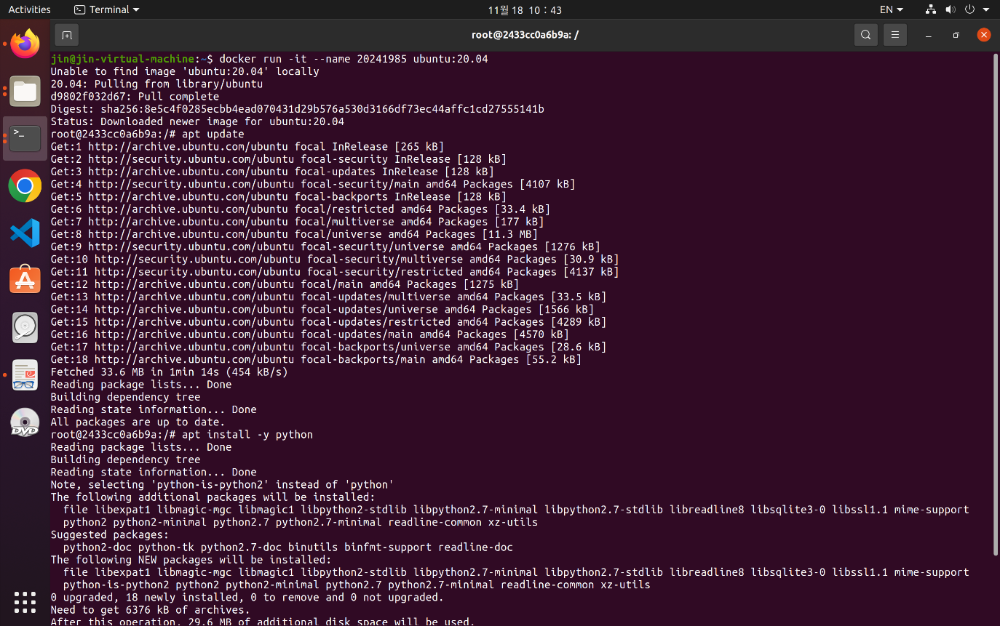 Activities
Terminal
11월 18 10 : 43
EN
root@2433cc0a6b9a: /
jin@jin-virtual-machine:~$ docker run -it --name 20241985 ubuntu:20.04
Unable to find image 'ubuntu:20.04' locally
20.04: Pulling from library/ubuntu
d9802f032d67: Pull complete
Digest: sha256:8e5c4f0285ecbb4ead070431d29b576a530d3166df73ec44affc1cd27555141b
Status: Downloaded newer image for ubuntu:20.04
root@2433cc0a6b9a:/# apt update
Get:1 http://archive.ubuntu.com/ubuntu focal InRelease [265 kB]
Get:2 http://security.ubuntu.com/ubuntu focal-security InRelease [128 kB]
Get:3 http://archive.ubuntu.com/ubuntu focal-updates InRelease [128 kB]
Get:4 http://security.ubuntu.com/ubuntu focal-security/main amd64 Packages [4107 kB]
Get:5 http://archive.ubuntu.com/ubuntu focal-backports InRelease [128 kB]
Get:6 http://archive.ubuntu.com/ubuntu focal/restricted amd64 Packages [33.4 kB]
Get:7 http://archive.ubuntu.com/ubuntu focal/multiverse amd64 Packages [177 kB]
Get:8 http://archive.ubuntu.com/ubuntu focal/universe amd64 Packages [11.3 MB]
Get:9 http://security.ubuntu.com/ubuntu focal-security/universe amd64 Packages [1276 kB]
Get:10 http://security.ubuntu.com/ubuntu focal-security/multiverse amd64 Packages [30.9 kB]
Get:11 http://security.ubuntu.com/ubuntu focal-security/restricted amd64 Packages [4137 kB]
Get:12 http://archive.ubuntu.com/ubuntu focal/main amd64 Packages [1275 kB]
Get:13 http://archive.ubuntu.com/ubuntu focal-updates/multiverse amd64 Packages [33.5 kB]
Get:14 http://archive.ubuntu.com/ubuntu focal-updates/universe amd64 Packages [1566 kB]
Get:15 http://archive.ubuntu.com/ubuntu focal-updates/restricted amd64 Packages [4289 kB]
Get:16 http://archive.ubuntu.com/ubuntu focal-updates/main amd64 Packages [4570 kB]
Get:17 http://archive.ubuntu.com/ubuntu focal-backports/universe amd64 Packages [28.6 kB]
Get:18 http://archive.ubuntu.com/ubuntu focal-backports/main amd64 Packages [55.2 kB]
Fetched 33.6 MB in 1min 14s (454 kB/s)
Reading package lists... Done
Building dependency tree
Reading state information... Done
All packages are up to date.
root@2433cc0a6b9a:/# apt install -y python
Reading package lists... Done
Building dependency tree
Reading state information... Done
Note, selecting 'python-is-python2' instead of 'python'
The following additional packages will be installed:
file libexpat1 libmagic-mgc libmagic1 libpython2-stdlib libpython2.7-minimal libpython2.7-stdlib libreadline8 libsqlite3-0 libssl1.1 mime-support
python2 python2-minimal python2.7 python2.7-minimal readline-common xz-utils
Suggested packages:
python2-doc python-tk python2.7-doc binutils binfmt-support readline-doc
The following NEW packages will be installed:
file libexpat1 libmagic-mgc libmagic1 libpython2-stdlib libpython2.7-minimal libpython2.7-stdlib libreadline8 libsqlite3-0 libssl1.1 mime-support
python-is-python2 python2 python2-minimal python2.7 python2.7-minimal readline-common xz-utils
0 upgraded, 18 newly installed, 0 to remove and 0 not upgraded.
Need to get 6376 kB of archives.
After this operation, 29.6 MB of additional disk space will be used.
DVD